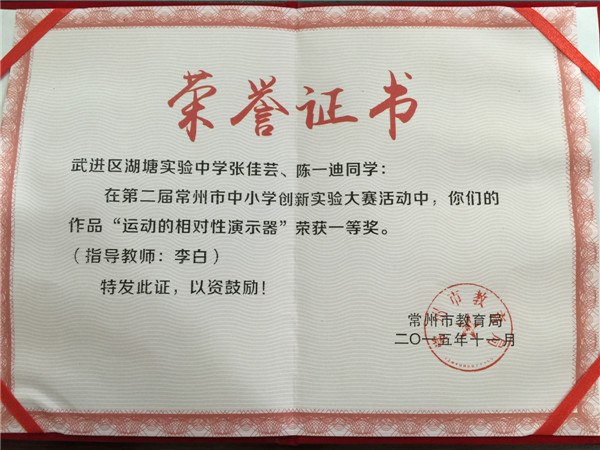 荣誉证书
武进区湖塘实验中学张佳芸、陈一迪同学：
在第二届常州市中小学创新实验大赛活动中，你们的
作品“运动的相对性演示器”荣获一等奖。
（指导教师：李白）
特发此证，以资鼓励！
常州市教育局
二〇一五年十一月